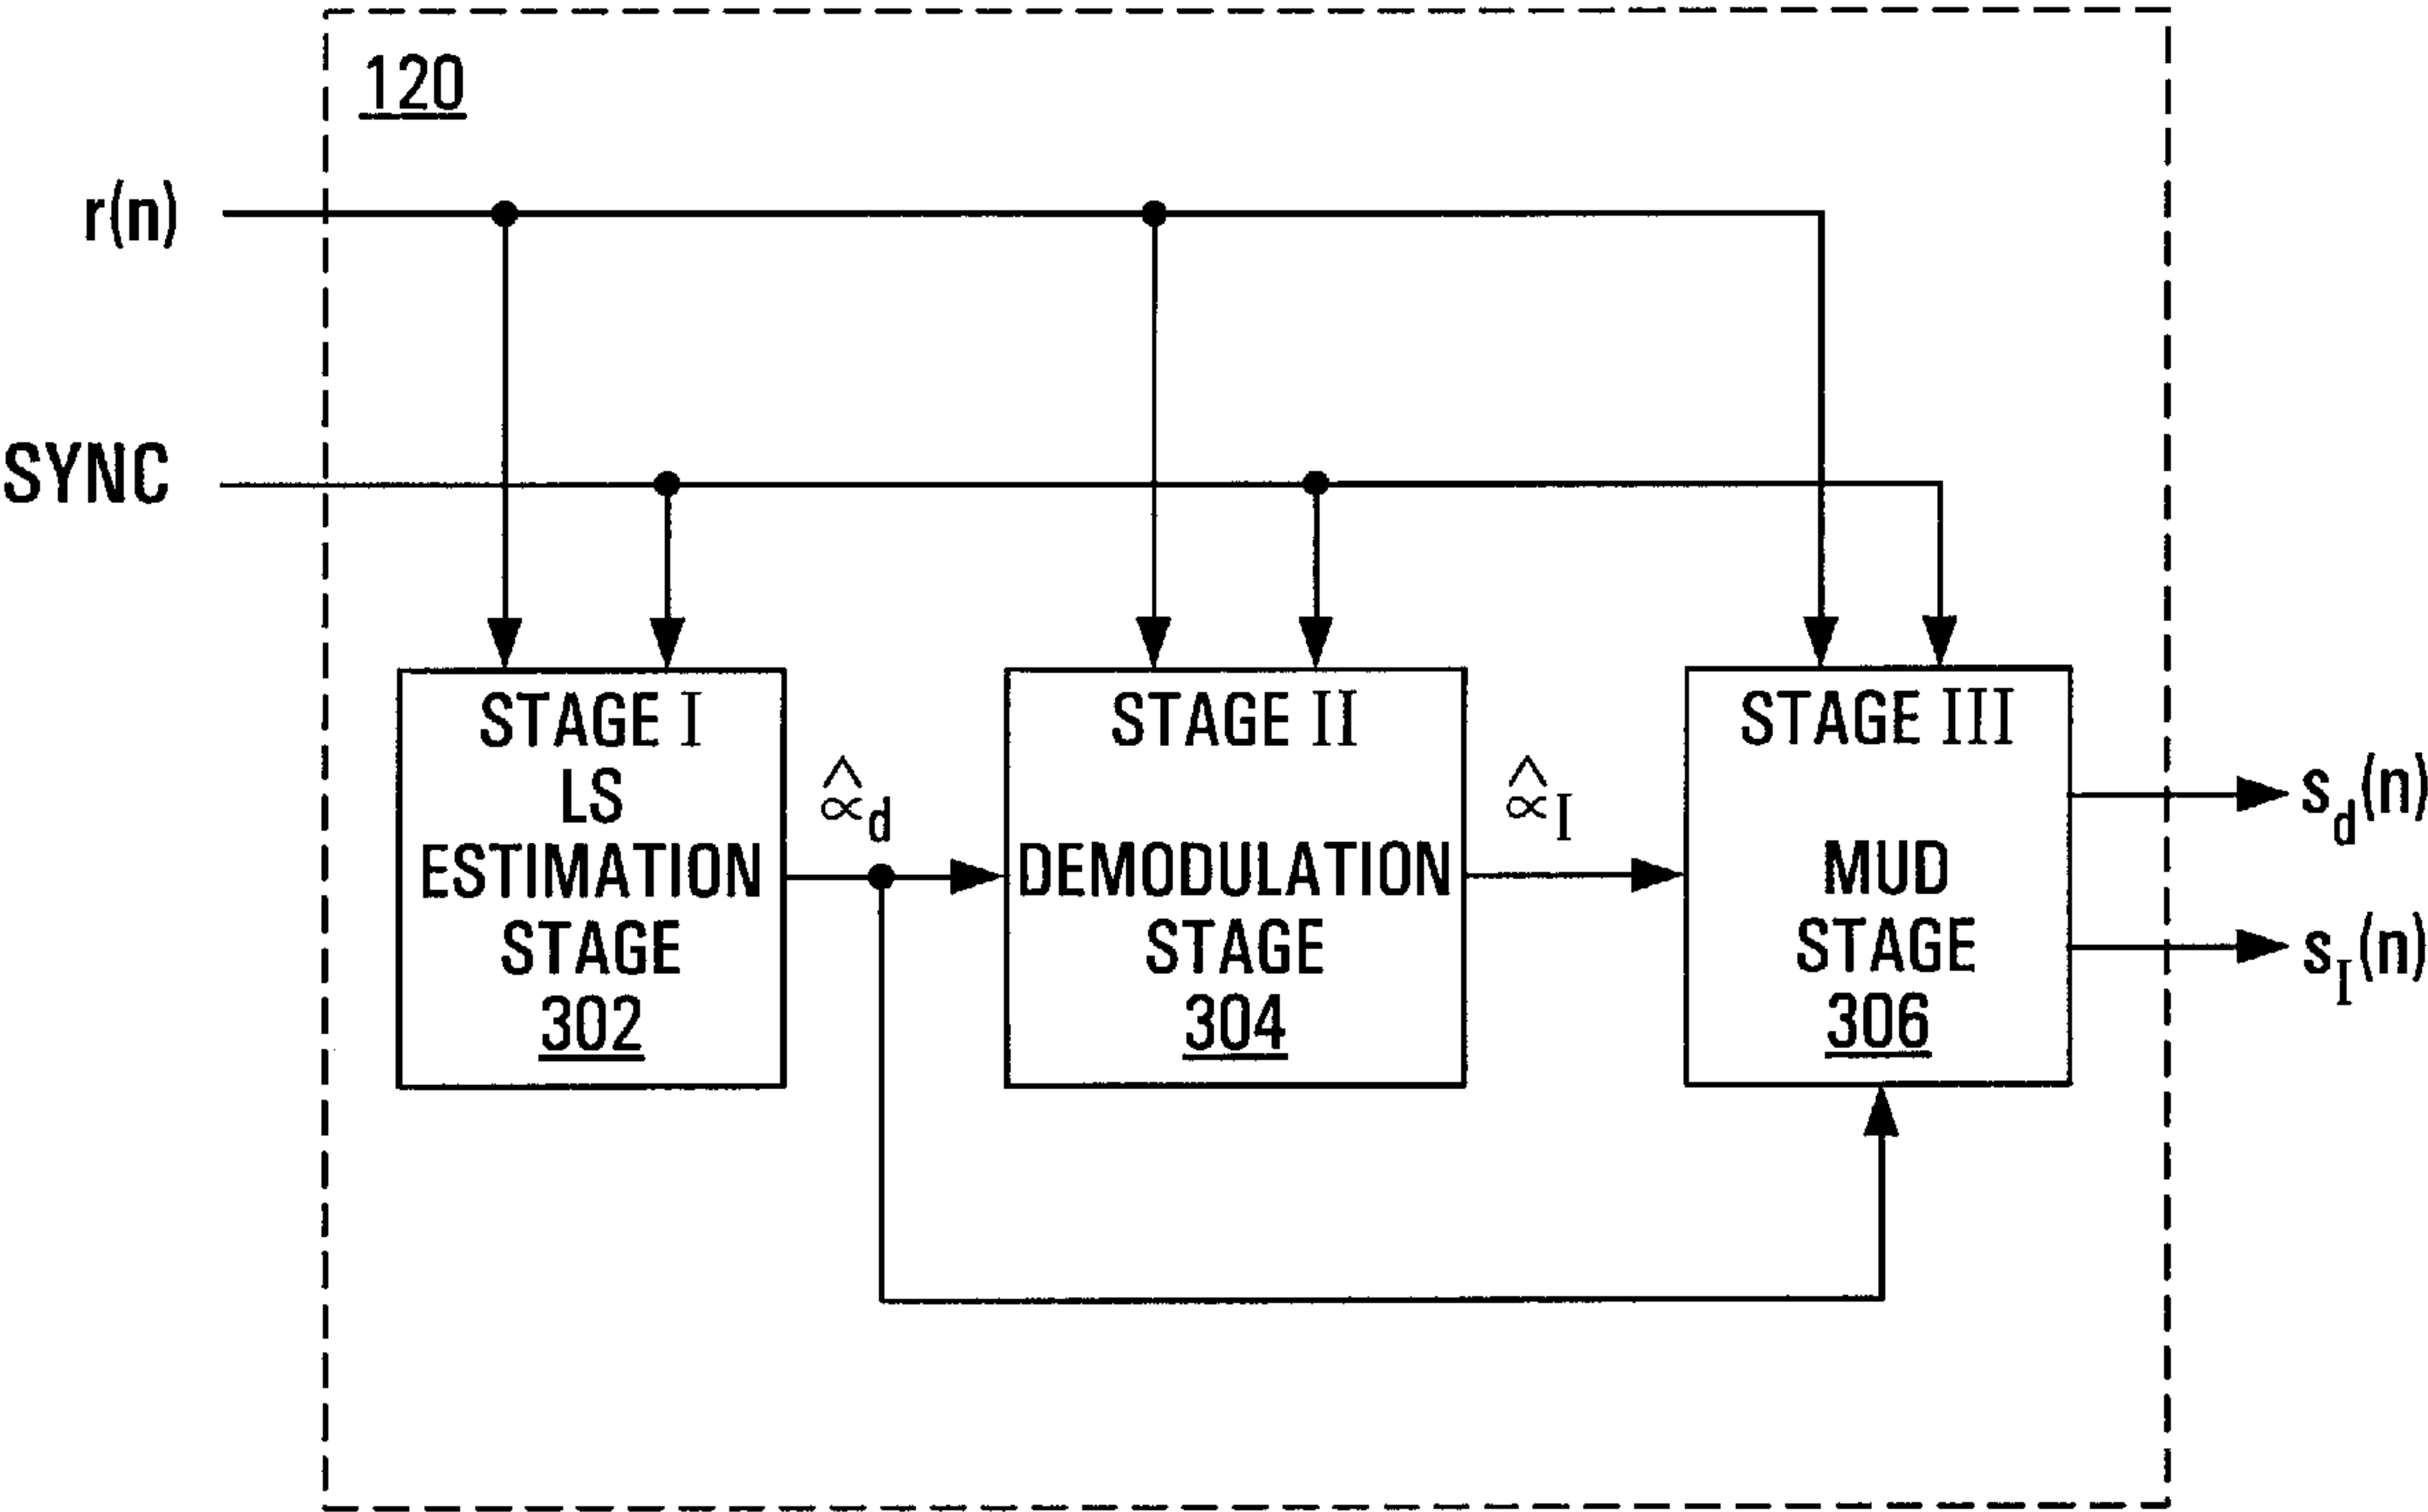 120
r(n)
SYNC
STAGE I
LS
ESTIMATION
STAGE
302
∝̂d
STAGE II
DEMODULATION
STAGE
304
∝̂I
STAGE III
MUD
STAGE
306
sd(n)
sI(n)